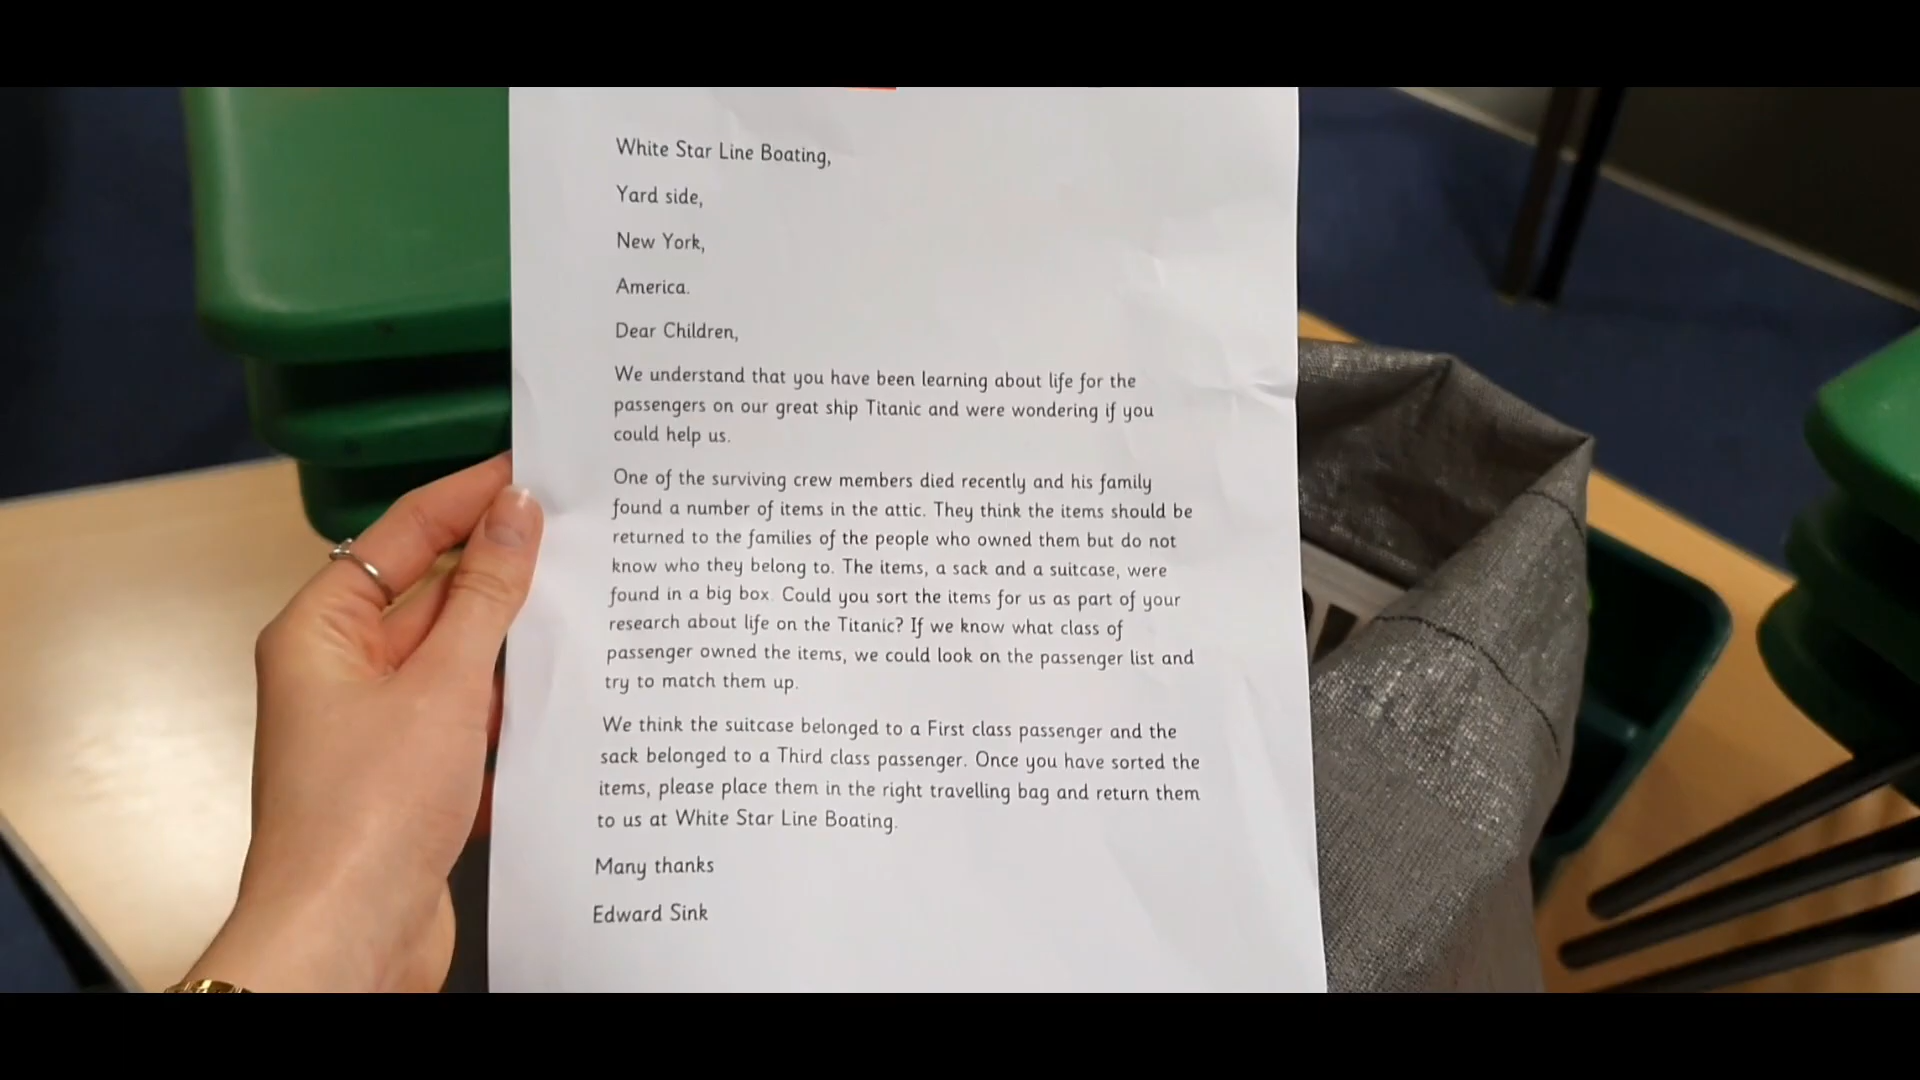 White Star Line Boating,
Yard side,
New York,
America.
Dear Children,
We understand that you have been learning about life for the
passengers on our great ship Titanic and were wondering if you
could help us.
One of the surviving crew members died recently and his family
found a number of items in the attic. They think the items should be
returned to the families of the people who owned them but do not
know who they belong to. The items, a sack and a suitcase, were
found in a big box. Could you sort the items for us as part of your
research about life on the Titanic? If we know what class of
passenger owned the items, we could look on the passenger list and
try to match them up.
We think the suitcase belonged to a First class passenger and the
sack belonged to a Third class passenger. Once you have sorted the
items, please place them in the right travelling bag and return them
to us at White Star Line Boating.
Many thanks
Edward Sink